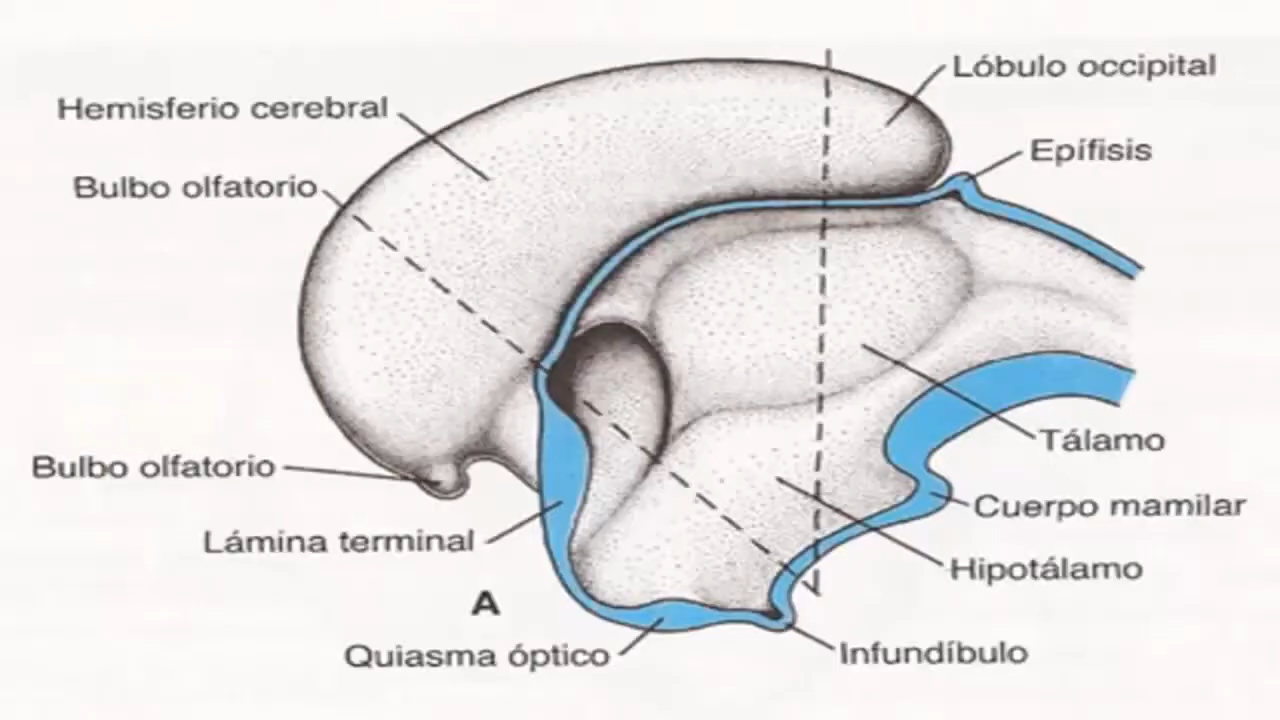 Lóbulo occipital
Hemisferio cerebral
Epífisis
Bulbo olfatorio
Tálamo
Bulbo olfatorio
Cuerpo mamilar
Lámina terminal
Hipotálamo
A
Quiasma óptico
Infundíbulo